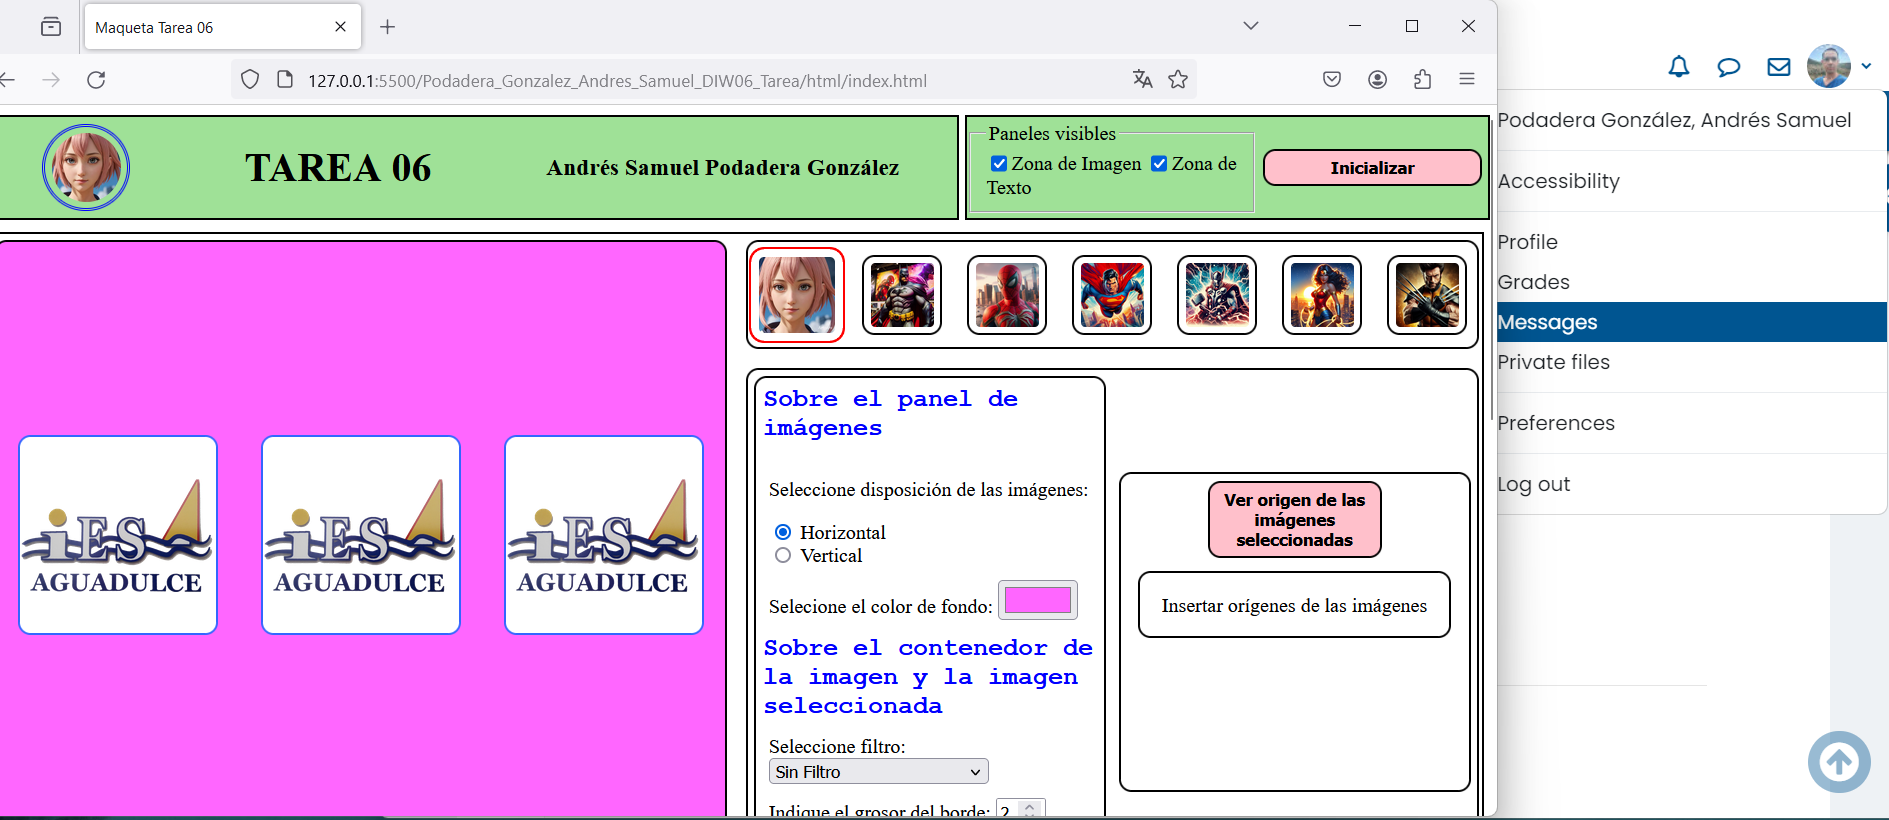 Maqueta Tarea 06
127.0.0.1:5500/Podadera_Gonzalez_Andres_Samuel_DIW06_Tarea/html/index.html
TAREA 06
Andrés Samuel Podadera González
Paneles visibles
Zona de Imagen
Zona de
Texto
Inicializar
iES
AGUADULCE
iES
AGUADULCE
iES
AGUADULCE
Sobre el panel de
imágenes
Seleccione disposición de las imágenes:
Horizontal
Vertical
Selecione el color de fondo:
Sobre el contenedor de
la imagen y la imagen
seleccionada
Seleccione filtro:
Sin Filtro
Indique el grosor del borde: 2
Ver origen de las
imágenes
seleccionadas
Insertar orígenes de las imágenes
Podadera González, Andrés Samuel
Accessibility
Profile
Grades
Messages
Private files
Preferences
Log out